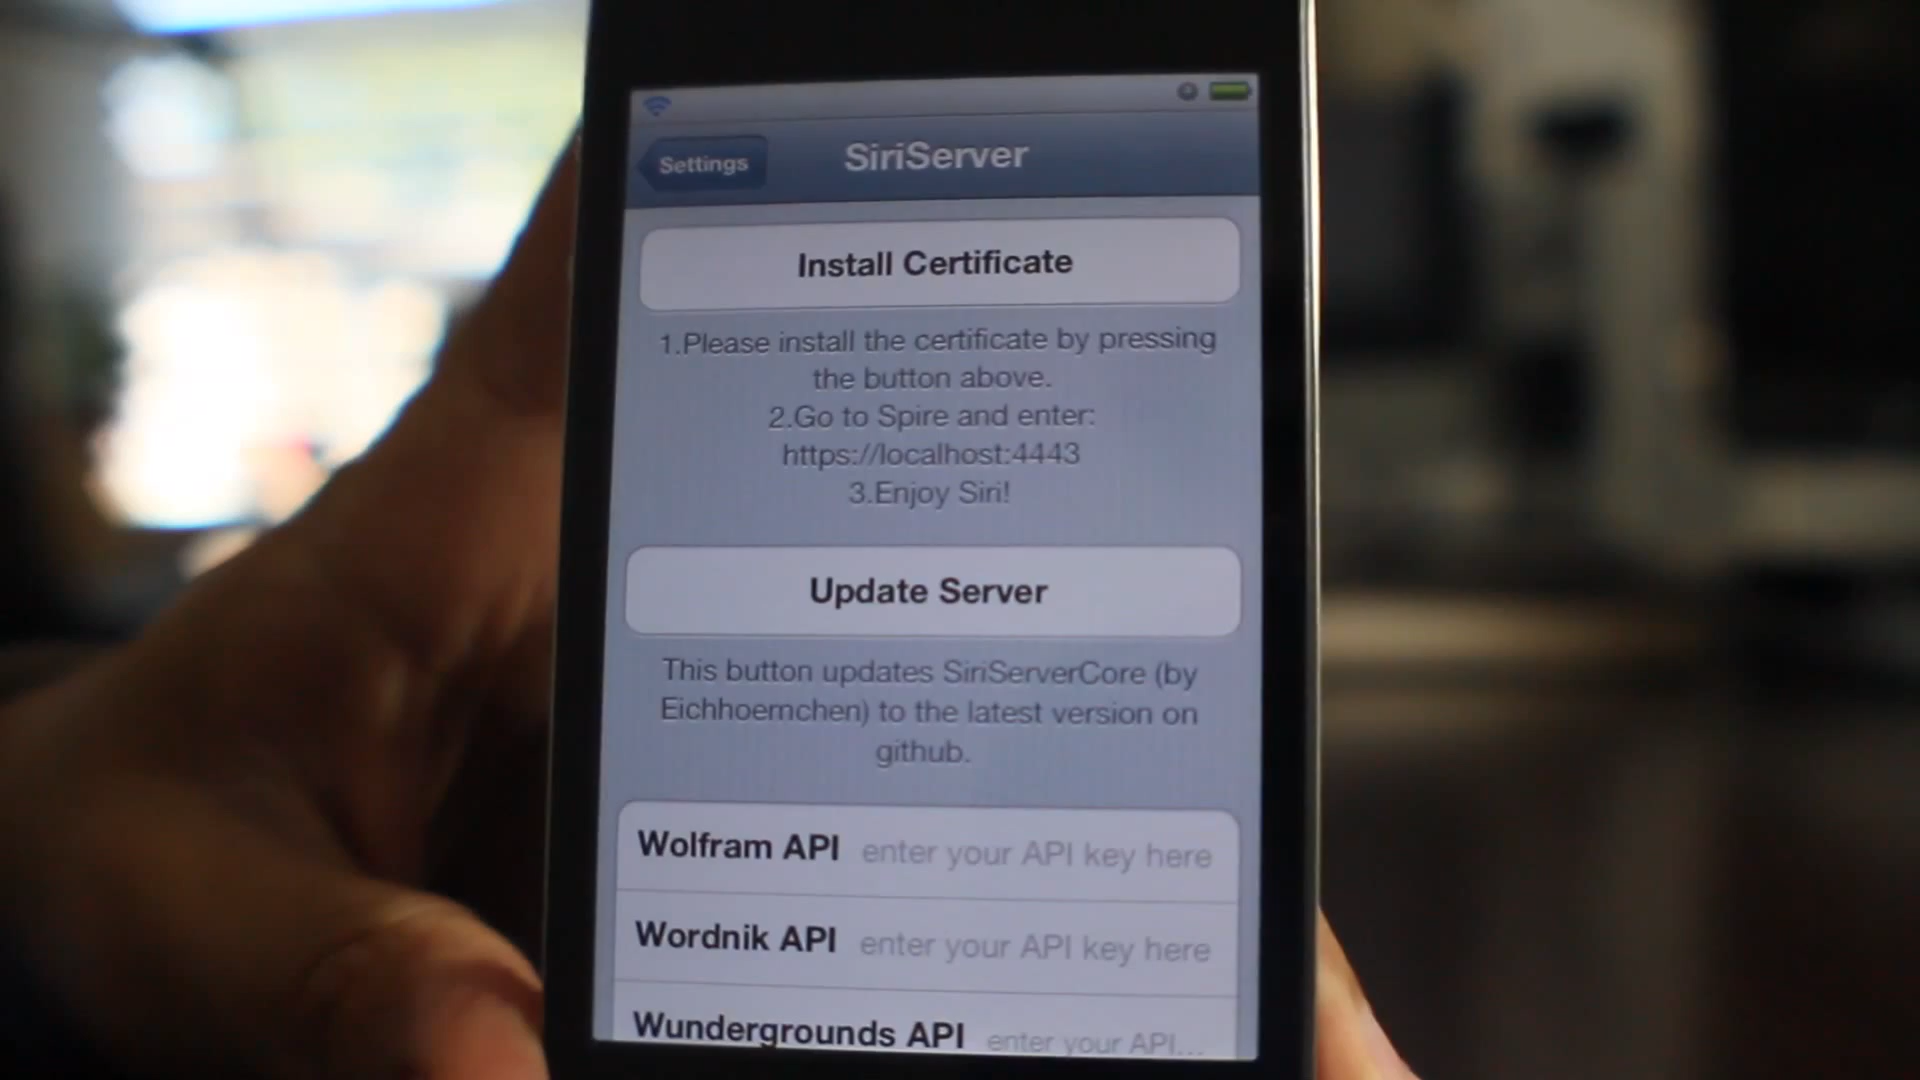 Settings
SiriServer
Install Certificate
1.Please install the certificate by pressing
the button above.
2.Go to Spire and enter:
https://localhost:4443
3.Enjoy Siri!
Update Server
This button updates SiriServerCore (by
Eichhoernchen) to the latest version on
github.
Wolfram API enter your API key here
Wordnik API enter your API key here
Wundergrounds API enter your API...